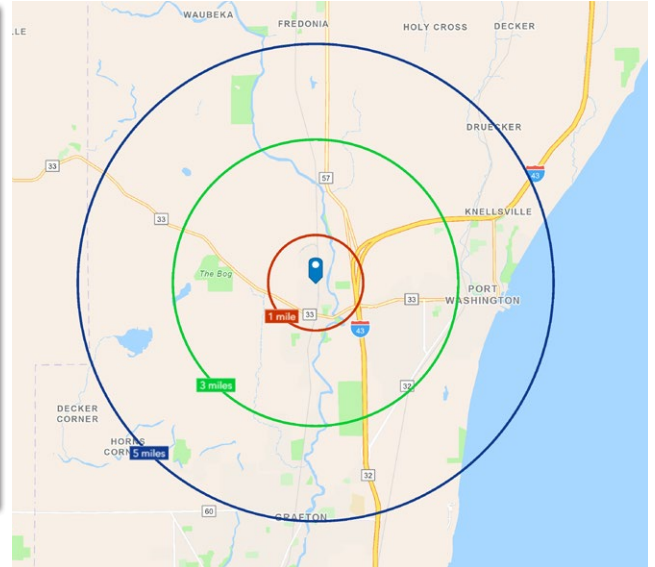 WAUBEKA
FREDONIA
HOLY CROSS
DECKER
LLE
DRUECKER
33
57
43
33
KNELLSVILLE
The Bog
PORT
WASHINGTON
33
1 mile
33
43
3 miles
32
DECKER
CORNER
HORNS
CORN
5 miles
32
60
GRAFTON